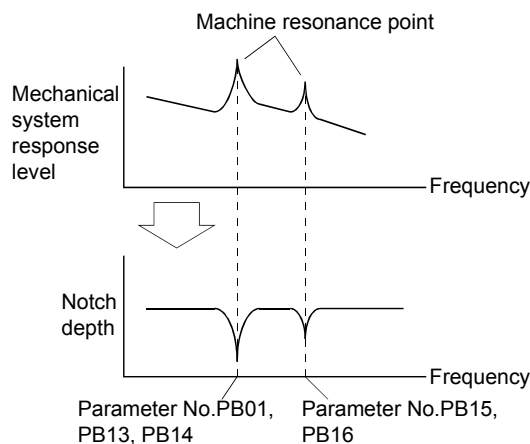 Machine resonance point
Mechanical
system
response
level
Frequency
Notch
depth
Frequency
Parameter No.PB01,
PB13, PB14
Parameter No.PB15,
PB16